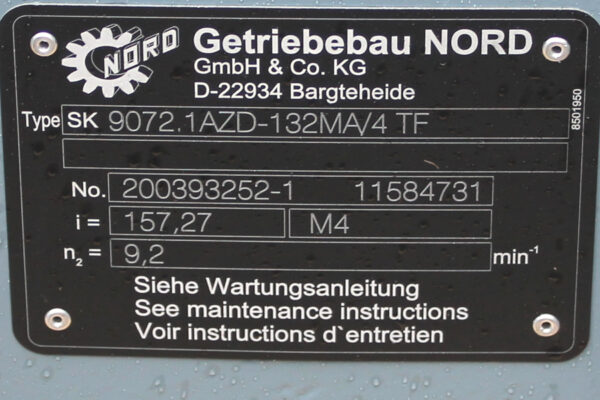 NORD
Getriebebau NORD
GmbH & Co. KG
D-22934 Bargteheide
8501950
Type SK 9072.1AZD-132MA/4 TF
No. 200393252-1 11584731
i = 157,27 M4
n₂ = 9,2 min⁻¹
Siehe Wartungsanleitung
See maintenance instructions
Voir instructions d`entretien